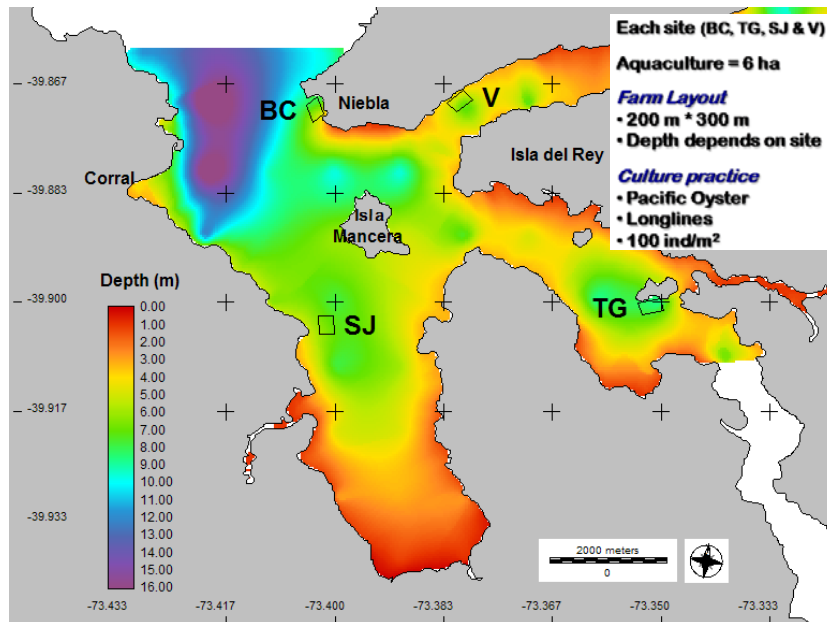 Each site (BC, TG, SJ & V)
Aquaculture = 6 ha
Farm Layout
• 200 m * 300 m
• Depth depends on site
Culture practice
• Pacific Oyster
• Longlines
• 100 ind/m²
-39.867
-39.883
-39.900
-39.917
-39.933
BC
Niebla
V
Isla del Rey
Corral
Isla
Mancera
SJ
TG
Depth (m)
0.00
1.00
2.00
3.00
4.00
5.00
6.00
7.00
8.00
9.00
10.00
11.00
12.00
13.00
14.00
15.00
16.00
2000 meters
0
-73.433 -73.417 -73.400 -73.383 -73.367 -73.350 -73.333